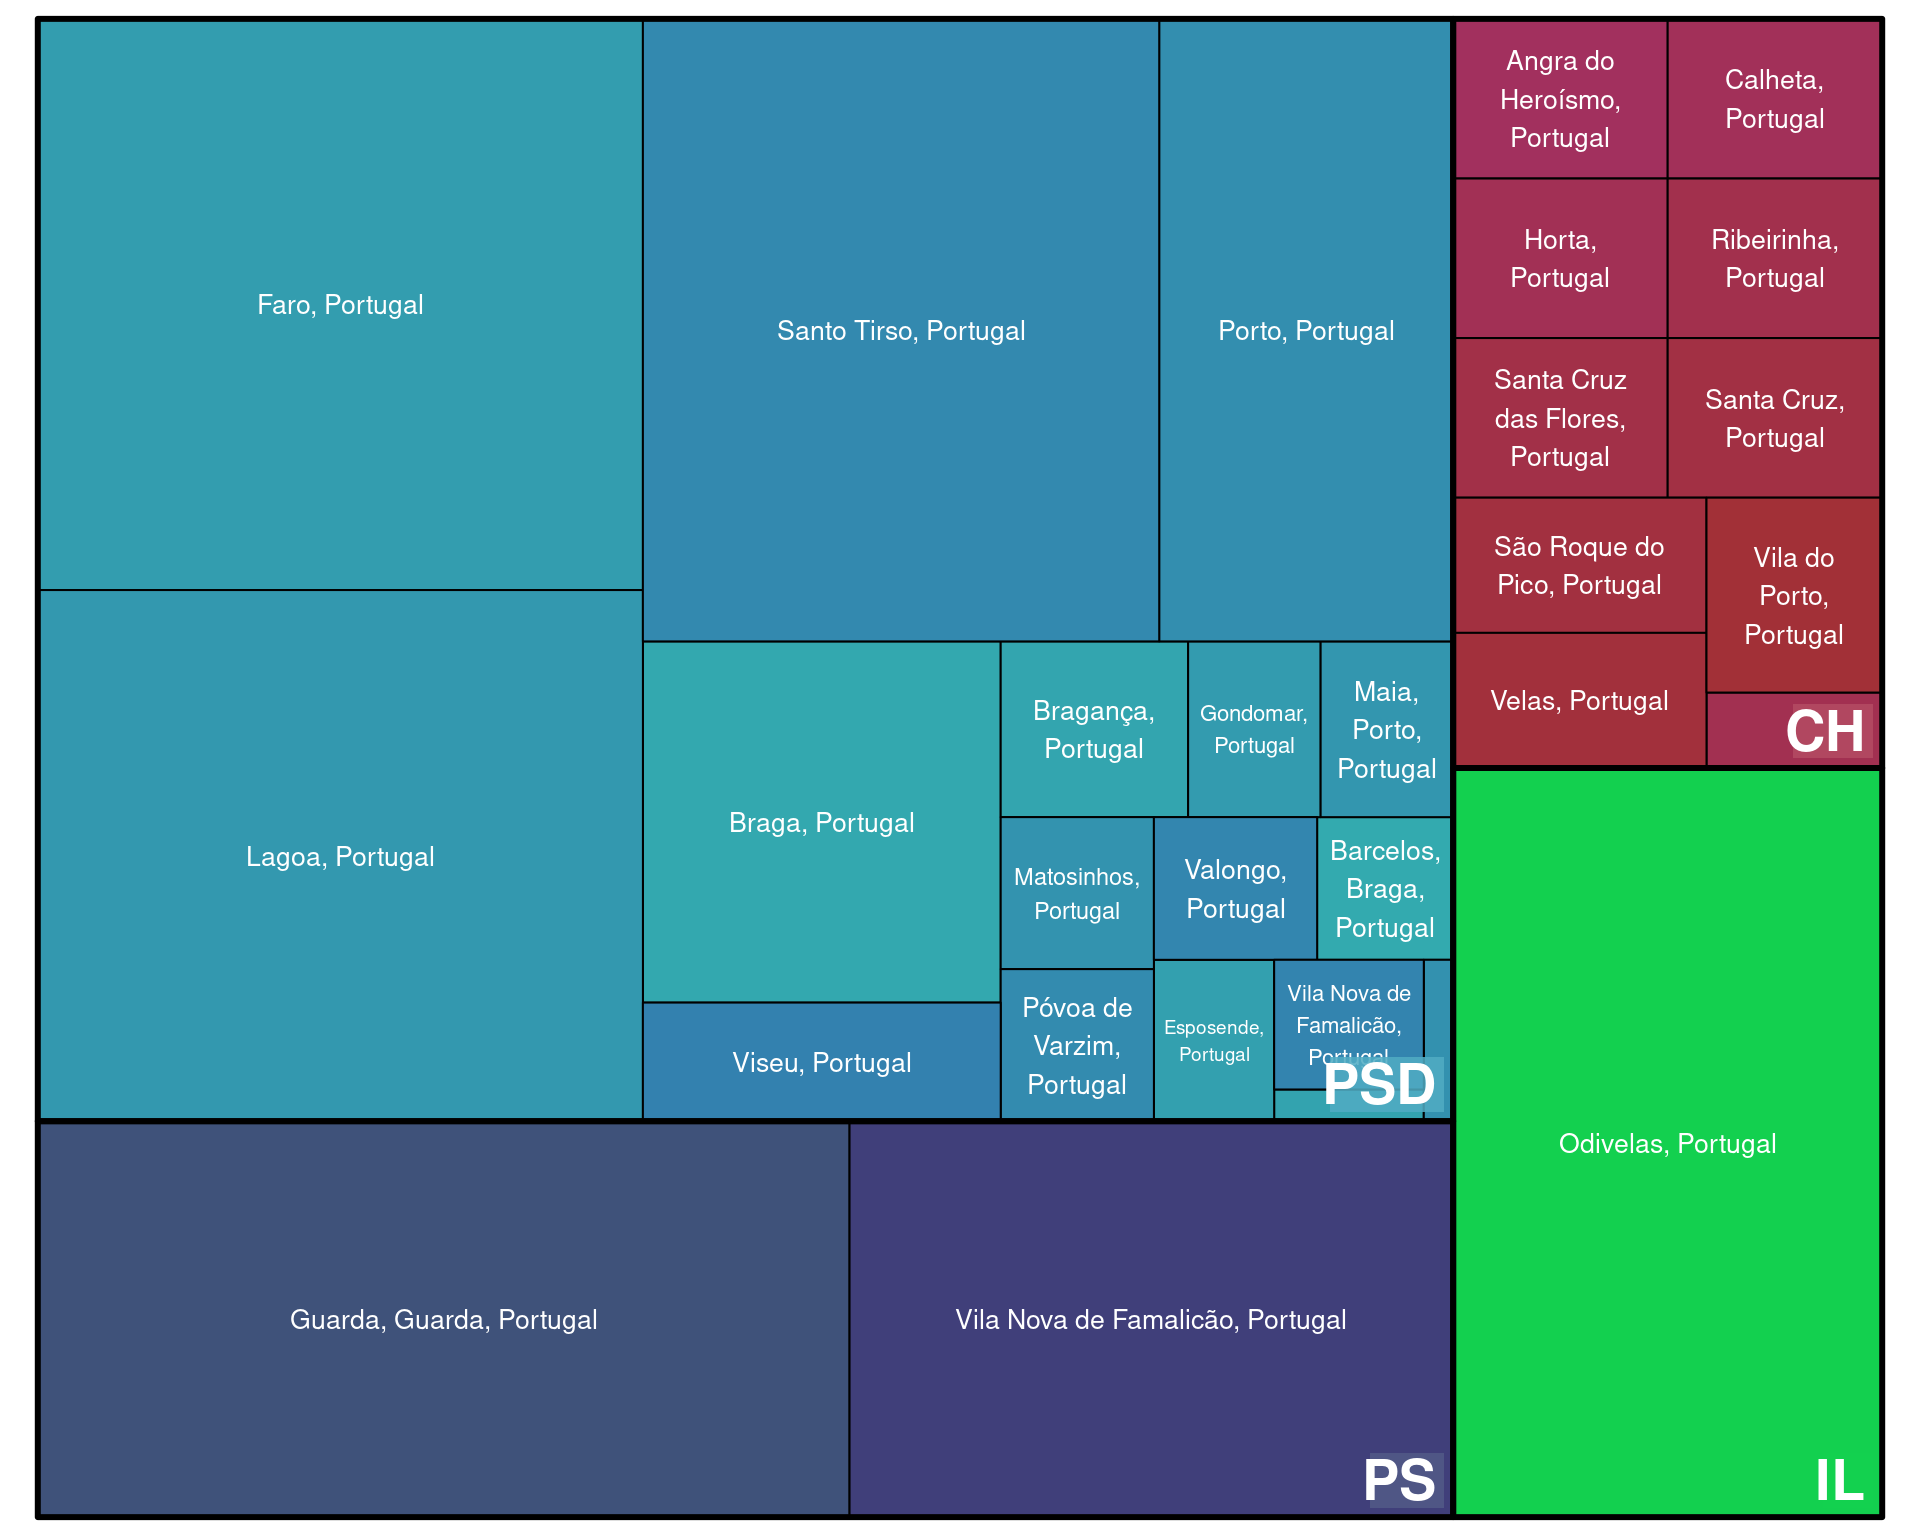 Faro, Portugal
Lagoa, Portugal
Santo Tirso, Portugal
Porto, Portugal
Braga, Portugal
Viseu, Portugal
Bragança,
Portugal
Gondomar,
Portugal
Maia,
Porto,
Portugal
Matosinhos,
Portugal
Valongo,
Portugal
Barcelos,
Braga,
Portugal
Póvoa de
Varzim,
Portugal
Esposende,
Portugal
Vila Nova de
Famalicão,
Portugal
PSD
Guarda, Guarda, Portugal
Vila Nova de Famalicão, Portugal
PS
Angra do
Heroísmo,
Portugal
Calheta,
Portugal
Horta,
Portugal
Ribeirinha,
Portugal
Santa Cruz
das Flores,
Portugal
Santa Cruz,
Portugal
São Roque do
Pico, Portugal
Vila do
Porto,
Portugal
Velas, Portugal
CH
Odivelas, Portugal
IL